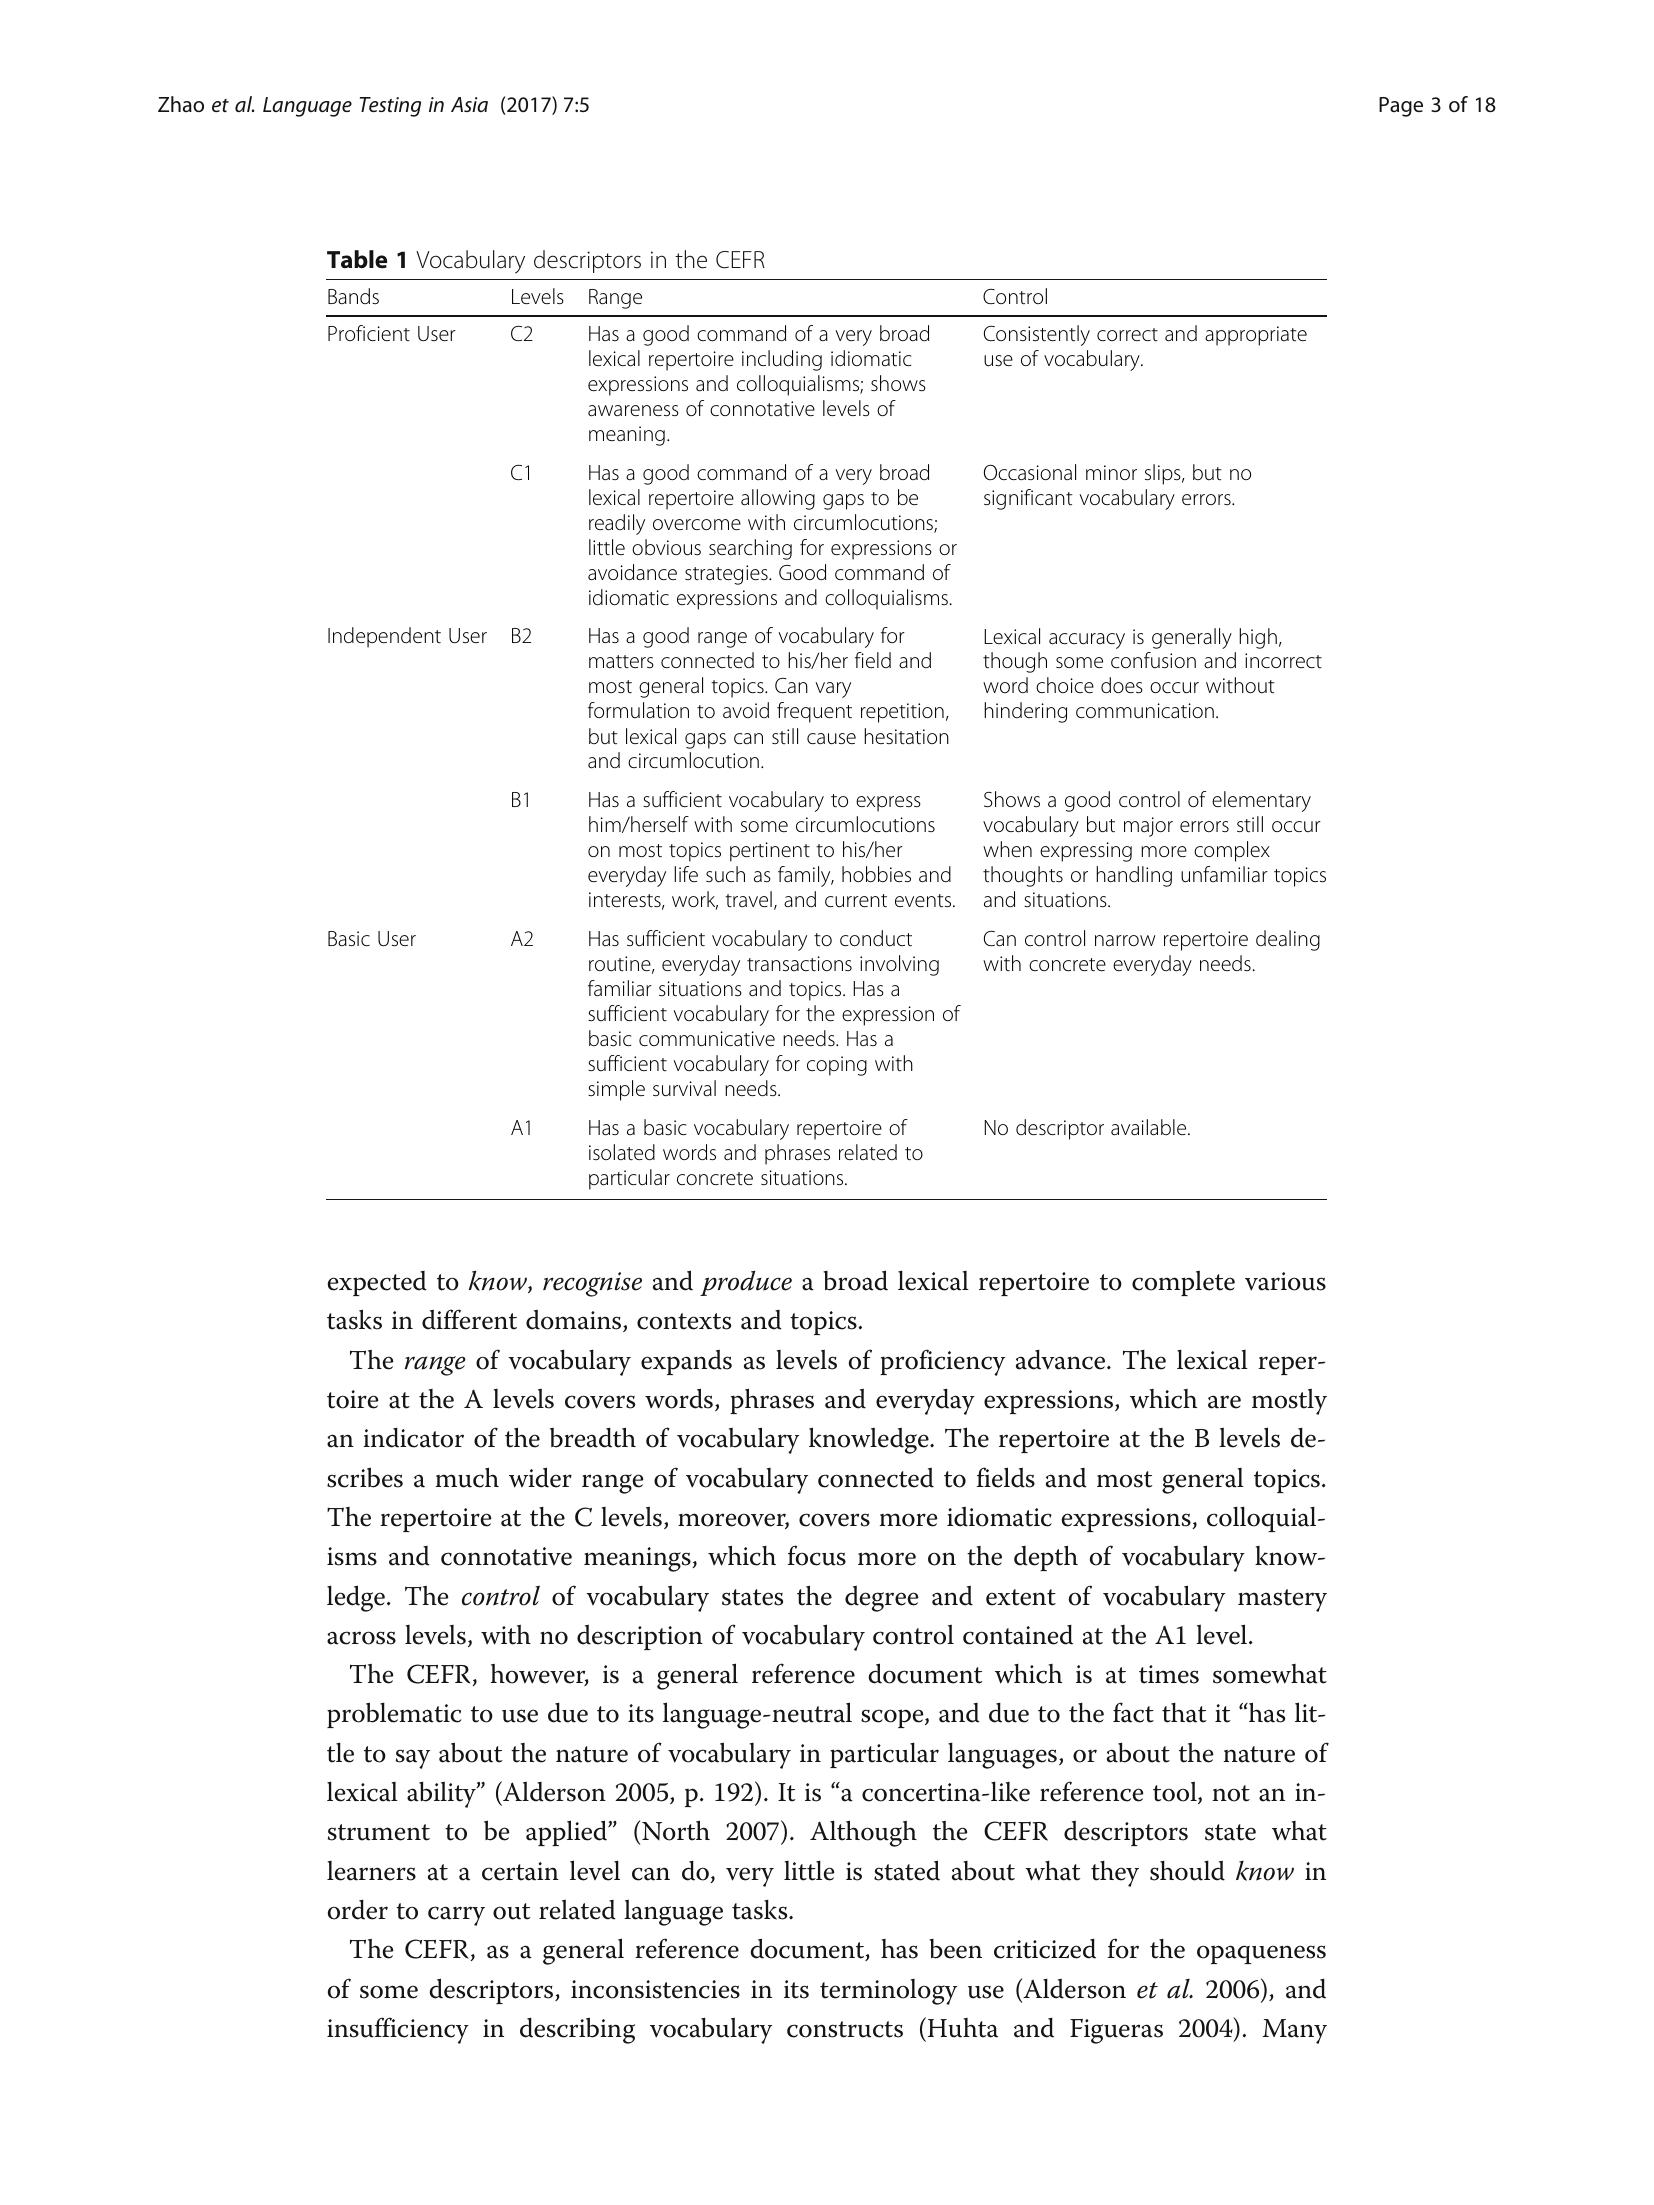 Zhao et al. Language Testing in Asia (2017) 7:5
Page 3 of 18
Table 1 Vocabulary descriptors in the CEFR
Bands Levels Range Control
Proficient User C2 Has a good command of a very broad Consistently correct and appropriate
lexical repertoire including idiomatic use of vocabulary.
expressions and colloquialisms; shows
awareness of connotative levels of
meaning.
C1 Has a good command of a very broad Occasional minor slips, but no
lexical repertoire allowing gaps to be significant vocabulary errors.
readily overcome with circumlocutions;
little obvious searching for expressions or
avoidance strategies. Good command of
idiomatic expressions and colloquialisms.
Independent User B2 Has a good range of vocabulary for Lexical accuracy is generally high,
matters connected to his/her field and though some confusion and incorrect
most general topics. Can vary word choice does occur without
formulation to avoid frequent repetition, hindering communication.
but lexical gaps can still cause hesitation
and circumlocution.
B1 Has a sufficient vocabulary to express Shows a good control of elementary
him/herself with some circumlocutions vocabulary but major errors still occur
on most topics pertinent to his/her when expressing more complex
everyday life such as family, hobbies and thoughts or handling unfamiliar topics
interests, work, travel, and current events. and situations.
Basic User A2 Has sufficient vocabulary to conduct Can control narrow repertoire dealing
routine, everyday transactions involving with concrete everyday needs.
familiar situations and topics. Has a
sufficient vocabulary for the expression of
basic communicative needs. Has a
sufficient vocabulary for coping with
simple survival needs.
A1 Has a basic vocabulary repertoire of No descriptor available.
isolated words and phrases related to
particular concrete situations.
expected to know, recognise and produce a broad lexical repertoire to complete various
tasks in different domains, contexts and topics.
The range of vocabulary expands as levels of proficiency advance. The lexical reper-
toire at the A levels covers words, phrases and everyday expressions, which are mostly
an indicator of the breadth of vocabulary knowledge. The repertoire at the B levels de-
scribes a much wider range of vocabulary connected to fields and most general topics.
The repertoire at the C levels, moreover, covers more idiomatic expressions, colloquial-
isms and connotative meanings, which focus more on the depth of vocabulary know-
ledge. The control of vocabulary states the degree and extent of vocabulary mastery
across levels, with no description of vocabulary control contained at the A1 level.
The CEFR, however, is a general reference document which is at times somewhat
problematic to use due to its language-neutral scope, and due to the fact that it “has lit-
tle to say about the nature of vocabulary in particular languages, or about the nature of
lexical ability” (Alderson 2005, p. 192). It is “a concertina-like reference tool, not an in-
strument to be applied” (North 2007). Although the CEFR descriptors state what
learners at a certain level can do, very little is stated about what they should know in
order to carry out related language tasks.
The CEFR, as a general reference document, has been criticized for the opaqueness
of some descriptors, inconsistencies in its terminology use (Alderson et al. 2006), and
insufficiency in describing vocabulary constructs (Huhta and Figueras 2004). Many